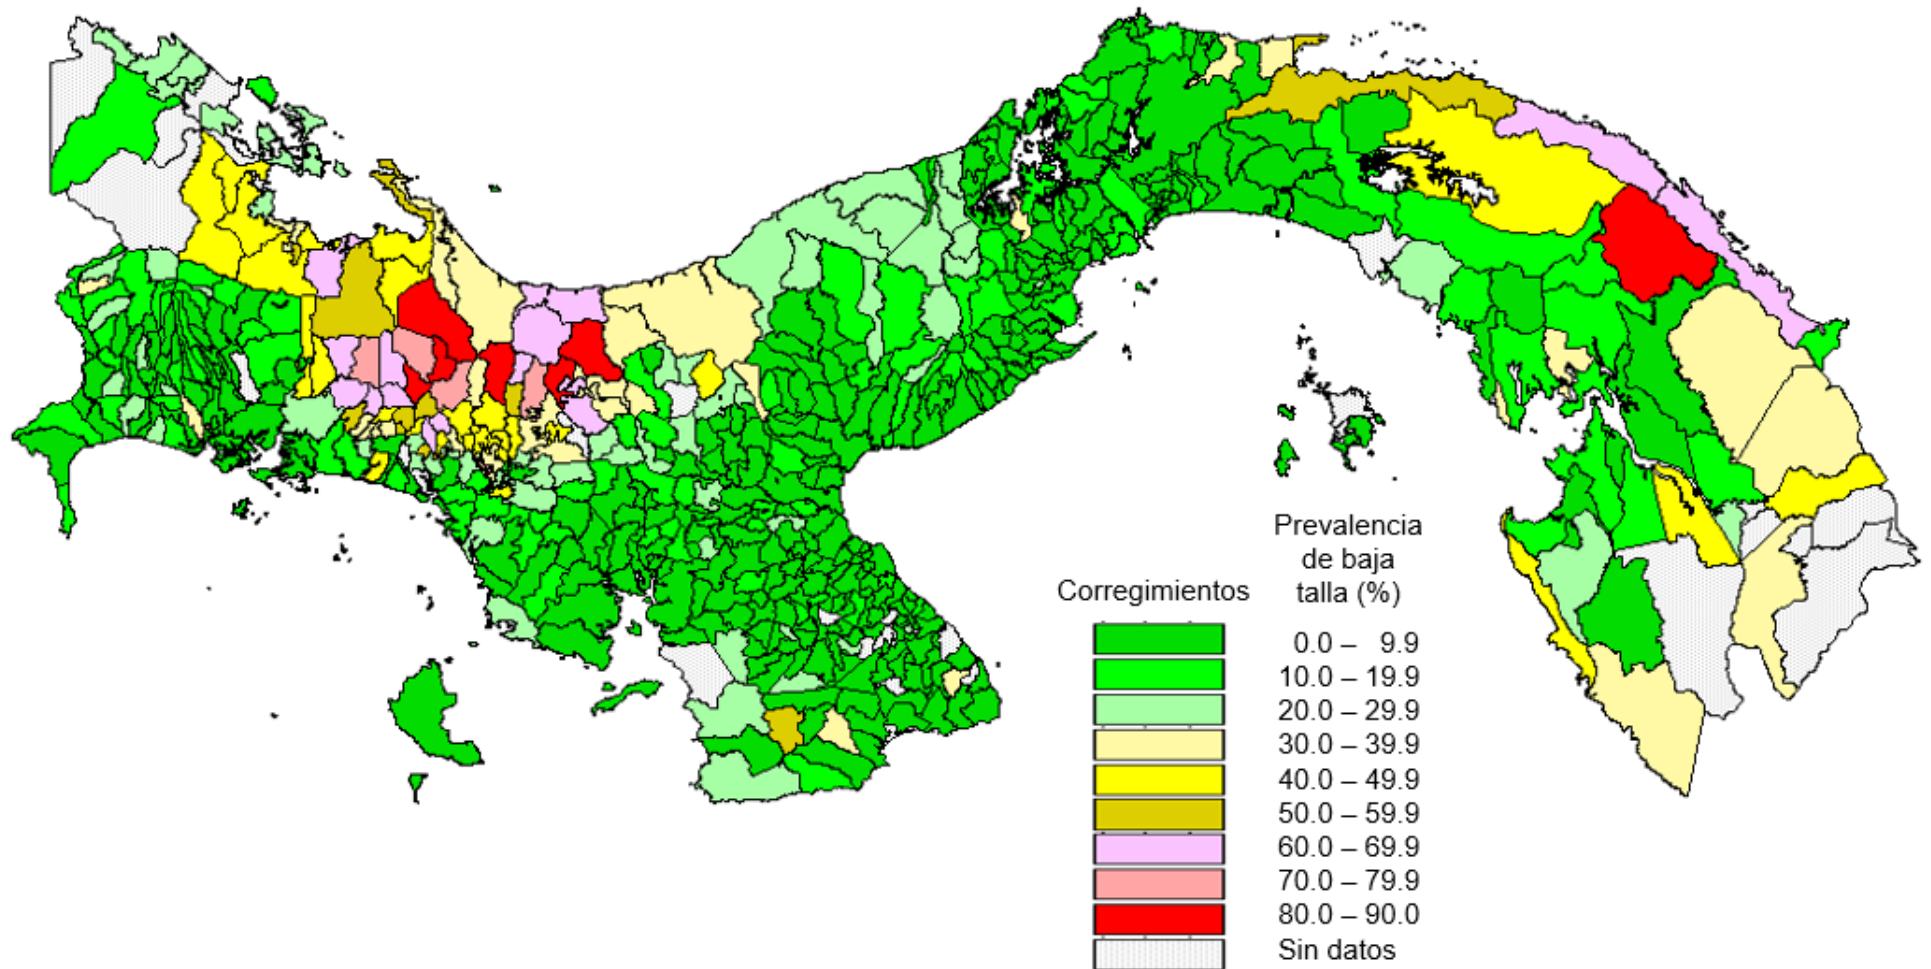 Prevalencia
de baja
Corregimientos talla (%)
0.0 – 9.9
10.0 – 19.9
20.0 – 29.9
30.0 – 39.9
40.0 – 49.9
50.0 – 59.9
60.0 – 69.9
70.0 – 79.9
80.0 – 90.0
Sin datos